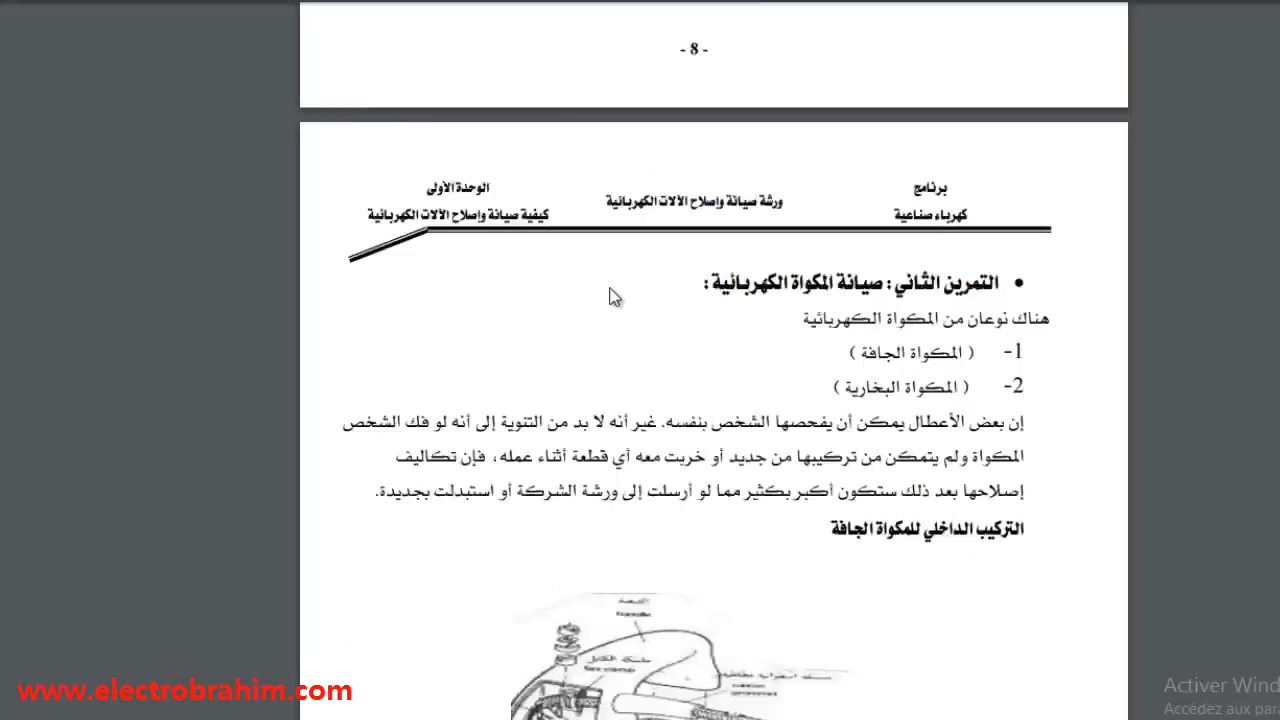 - 8 -
برنامج
كهرباء صناعية
ورشة صيانة وإصلاح الآلات الكهربائية
الوحدة الأولى
كيفية صيانة وإصلاح الآلات الكهربائية
• التمرين الثاني : صيانة المكواة الكهربائية :
هناك نوعان من المكواة الكهربائية
1- ( المكواة الجافة )
2- ( المكواة البخارية )
إن بعض الأعطال يمكن أن يفحصها الشخص بنفسه. غير أنه لا بد من التنوية إلى أنه لو فك الشخص
المكواة ولم يتمكن من تركيبها من جديد أو خربت معه أي قطعة أثناء عمله، فإن تكاليف
إصلاحها بعد ذلك ستكون أكبر بكثير مما لو أرسلت إلى ورشة الشركة أو استبدلت بجديدة.
التركيب الداخلي للمكواة الجافة
www.electrobrahim.com
Activer Wind
Accédez aux par